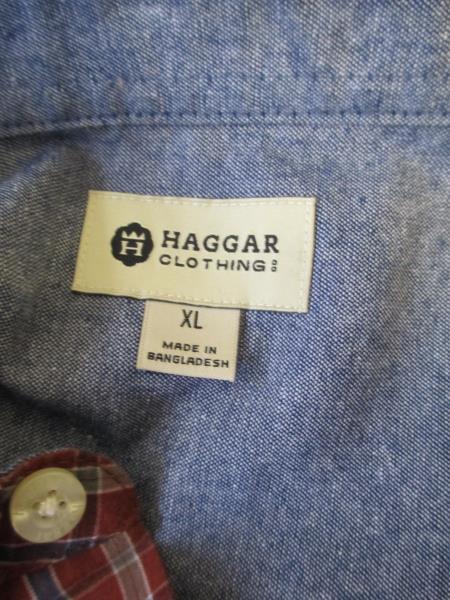 H HAGGAR
CLOTHING CO
XL
MADE IN
BANGLADESH